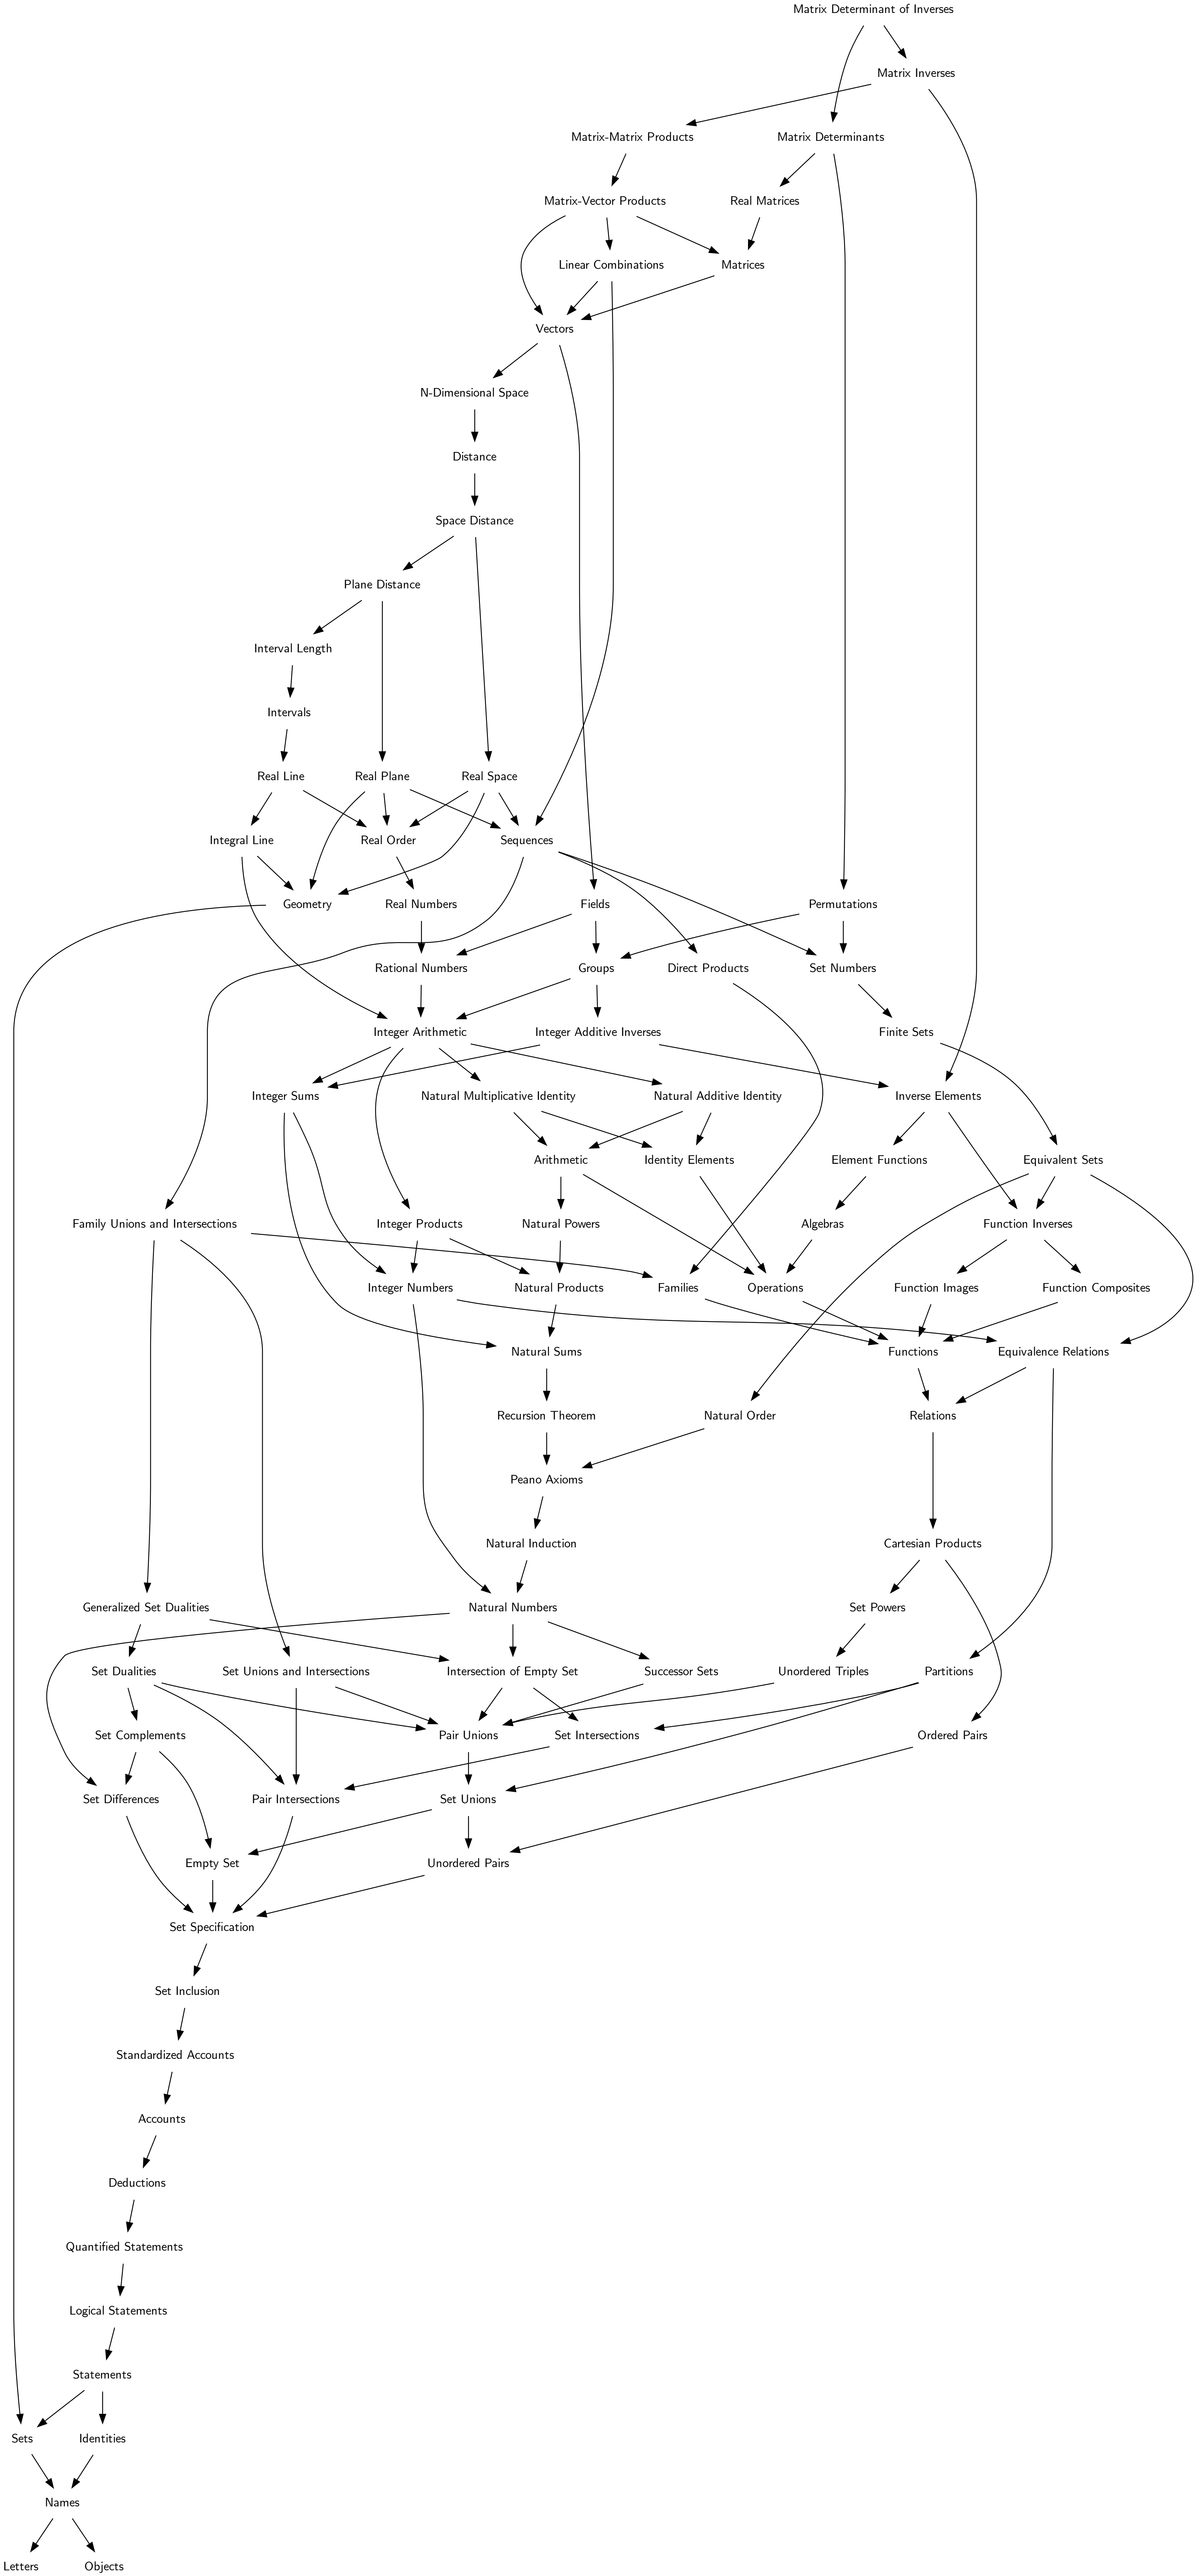 Matrix Determinant of Inverses
Matrix Inverses
Matrix-Matrix Products
Matrix Determinants
Matrix-Vector Products
Real Matrices
Linear Combinations
Matrices
Vectors
N-Dimensional Space
Distance
Space Distance
Plane Distance
Interval Length
Intervals
Real Line
Real Plane
Real Space
Integral Line
Real Order
Sequences
Geometry
Real Numbers
Fields
Permutations
Rational Numbers
Groups
Direct Products
Set Numbers
Integer Arithmetic
Integer Additive Inverses
Finite Sets
Integer Sums
Natural Multiplicative Identity
Natural Additive Identity
Inverse Elements
Arithmetic
Identity Elements
Element Functions
Equivalent Sets
Family Unions and Intersections
Integer Products
Natural Powers
Algebras
Function Inverses
Integer Numbers
Natural Products
Families
Operations
Function Images
Function Composites
Natural Sums
Functions
Equivalence Relations
Recursion Theorem
Natural Order
Relations
Peano Axioms
Natural Induction
Cartesian Products
Generalized Set Dualities
Natural Numbers
Set Powers
Set Dualities
Set Unions and Intersections
Intersection of Empty Set
Successor Sets
Unordered Triples
Partitions
Set Complements
Pair Unions
Set Intersections
Ordered Pairs
Set Differences
Pair Intersections
Set Unions
Empty Set
Unordered Pairs
Set Specification
Set Inclusion
Standardized Accounts
Accounts
Deductions
Quantified Statements
Logical Statements
Statements
Sets
Identities
Names
Letters
Objects